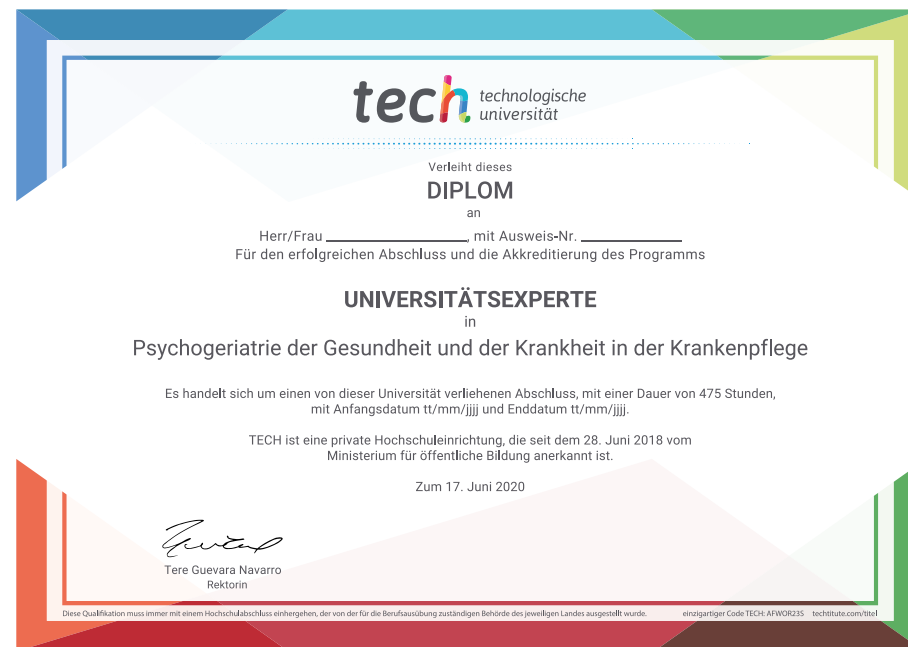 tech technologische
universität
Verleiht dieses
DIPLOM
an
Herr/Frau ____________, mit Ausweis-Nr. ____________
Für den erfolgreichen Abschluss und die Akkreditierung des Programms
UNIVERSITÄTSEXPERTE
in
Psychogeriatrie der Gesundheit und der Krankheit in der Krankenpflege
Es handelt sich um einen von dieser Universität verliehenen Abschluss, mit einer Dauer von 475 Stunden,
mit Anfangsdatum tt/mm/jjjj und Enddatum tt/mm/jjjj.
TECH ist eine private Hochschuleinrichtung, die seit dem 28. Juni 2018 vom
Ministerium für öffentliche Bildung anerkannt ist.
Zum 17. Juni 2020
Tere Guevara Navarro
Rektorin
Diese Qualifikation muss immer mit einem Hochschulabschluss einhergehen, der von der für die Berufsausübung zuständigen Behörde des jeweiligen Landes ausgestellt wurde. einzigartiger Code TECH: AFWOR23S techtitute.com/titel